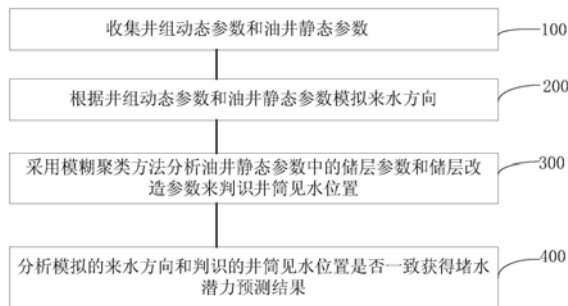 收集井组动态参数和油井静态参数
100
根据井组动态参数和油井静态参数模拟来水方向
200
采用模糊聚类方法分析油井静态参数中的储层参数和储层改
造参数来判识井筒见水位置
300
分析模拟的来水方向和判识的井筒见水位置是否一致获得堵水
潜力预测结果
400